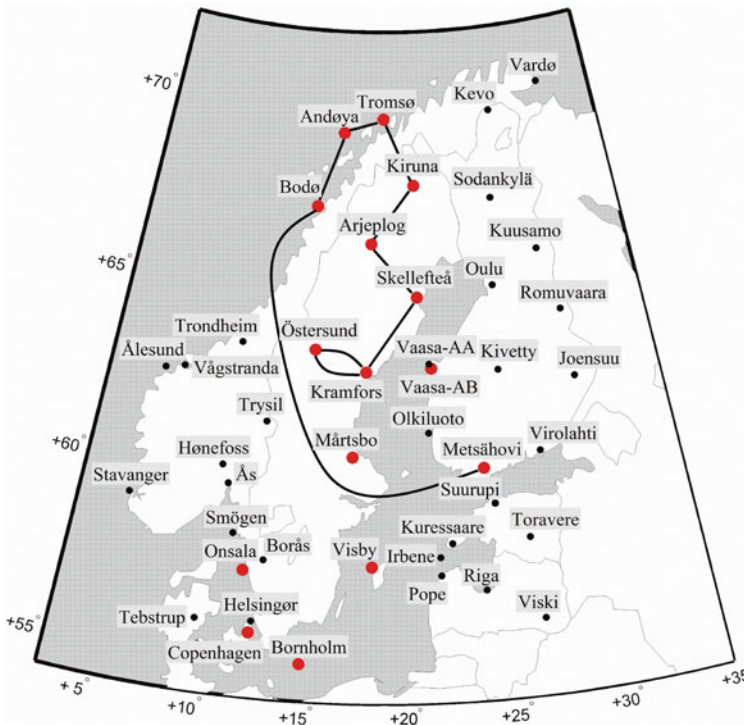 Vardø
+70°
Kevo
Tromsø
Andøya
Kiruna
Sodankylä
Bodø
Arjeplog
Kuusamo
+65°
Skellefteå
Oulu
Romuvaara
Trondheim
Östersund
Ålesund
Vaasa-AA
Kivetty
Joensuu
Vågstranda
Kramfors
Vaasa-AB
Trysil
Olkiluoto
+60°
Hønefoss
Mårtsbo
Metsähovi
Virolahti
Stavanger
Ås
Suurupi
Smögen
Kuressaare
Toravere
Onsala
Borås
Visby
Irbene
Pope
Riga
+55°
Tebstrup
Helsingør
Viski
Copenhagen
Bornholm
+ 5°
+10°
+15°
+20°
+25°
+30°
+35